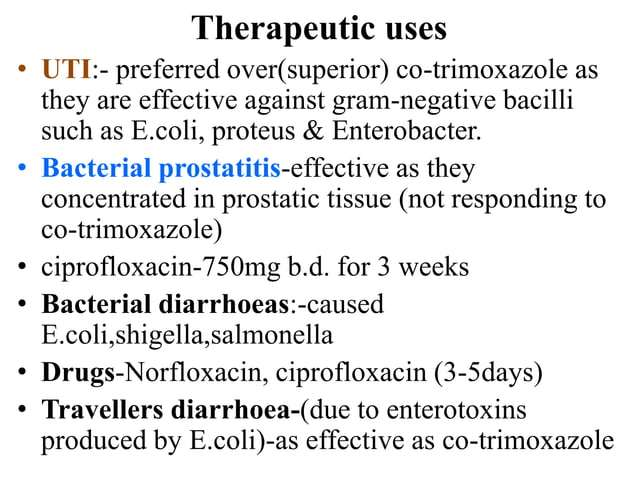 Therapeutic uses
• UTI:- preferred over(superior) co-trimoxazole as
they are effective against gram-negative bacilli
such as E.coli, proteus & Enterobacter.
• Bacterial prostatitis-effective as they
concentrated in prostatic tissue (not responding to
co-trimoxazole)
• ciprofloxacin-750mg b.d. for 3 weeks
• Bacterial diarrhoeas:-caused
E.coli,shigella,salmonella
• Drugs-Norfloxacin, ciprofloxacin (3-5days)
• Travellers diarrhoea-(due to enterotoxins
produced by E.coli)-as effective as co-trimoxazole